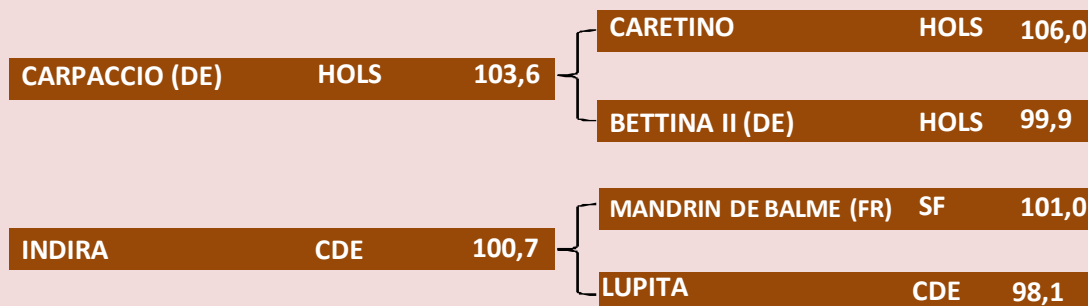 CARETINO HOLS 106,0
CARPACCIO (DE) HOLS 103,6
BETTINA II (DE) HOLS 99,9
MANDRIN DE BALME (FR) SF 101,0
INDIRA CDE 100,7
LUPITA CDE 98,1